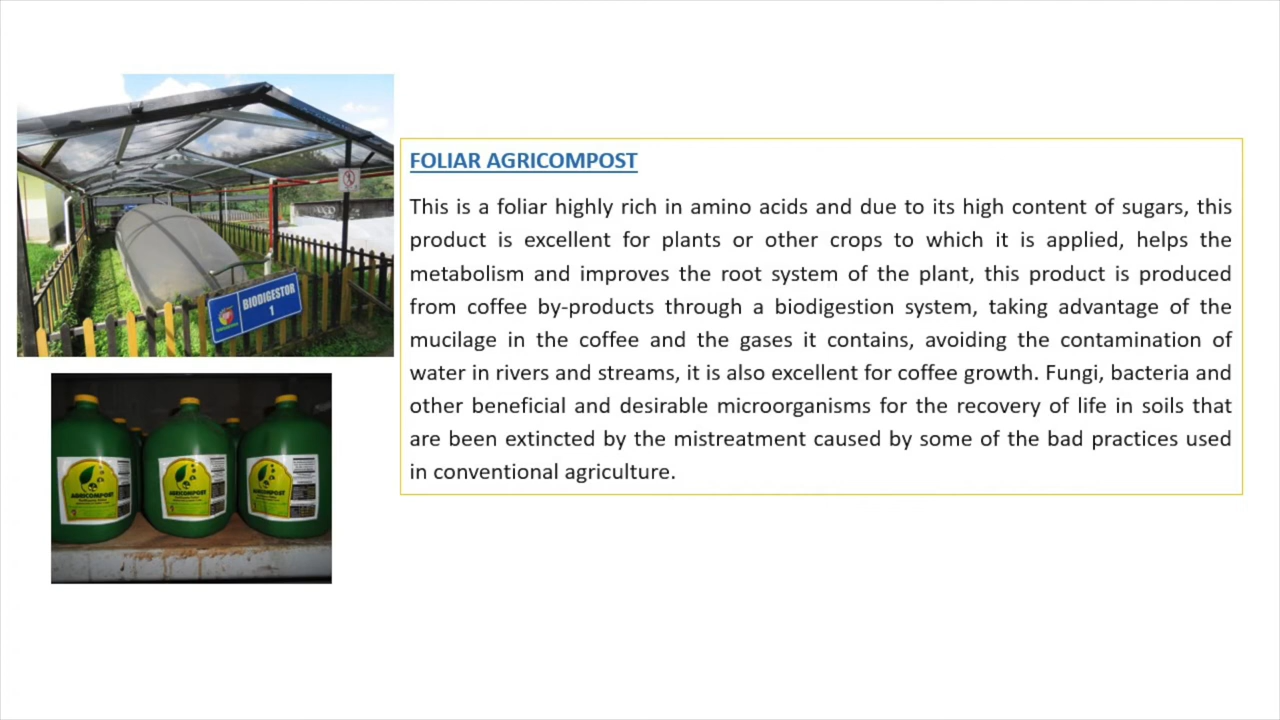 FOLIAR AGRICOMPOST
This is a foliar highly rich in amino acids and due to its high content of sugars, this
product is excellent for plants or other crops to which it is applied, helps the
metabolism and improves the root system of the plant, this product is produced
from coffee by-products through a biodigestion system, taking advantage of the
mucilage in the coffee and the gases it contains, avoiding the contamination of
water in rivers and streams, it is also excellent for coffee growth. Fungi, bacteria and
other beneficial and desirable microorganisms for the recovery of life in soils that
are been extincted by the mistreatment caused by some of the bad practices used
in conventional agriculture.
BIODIGESTOR
1
AGRICOMPOST
AGRICOMPOST
AGRICOMPOST